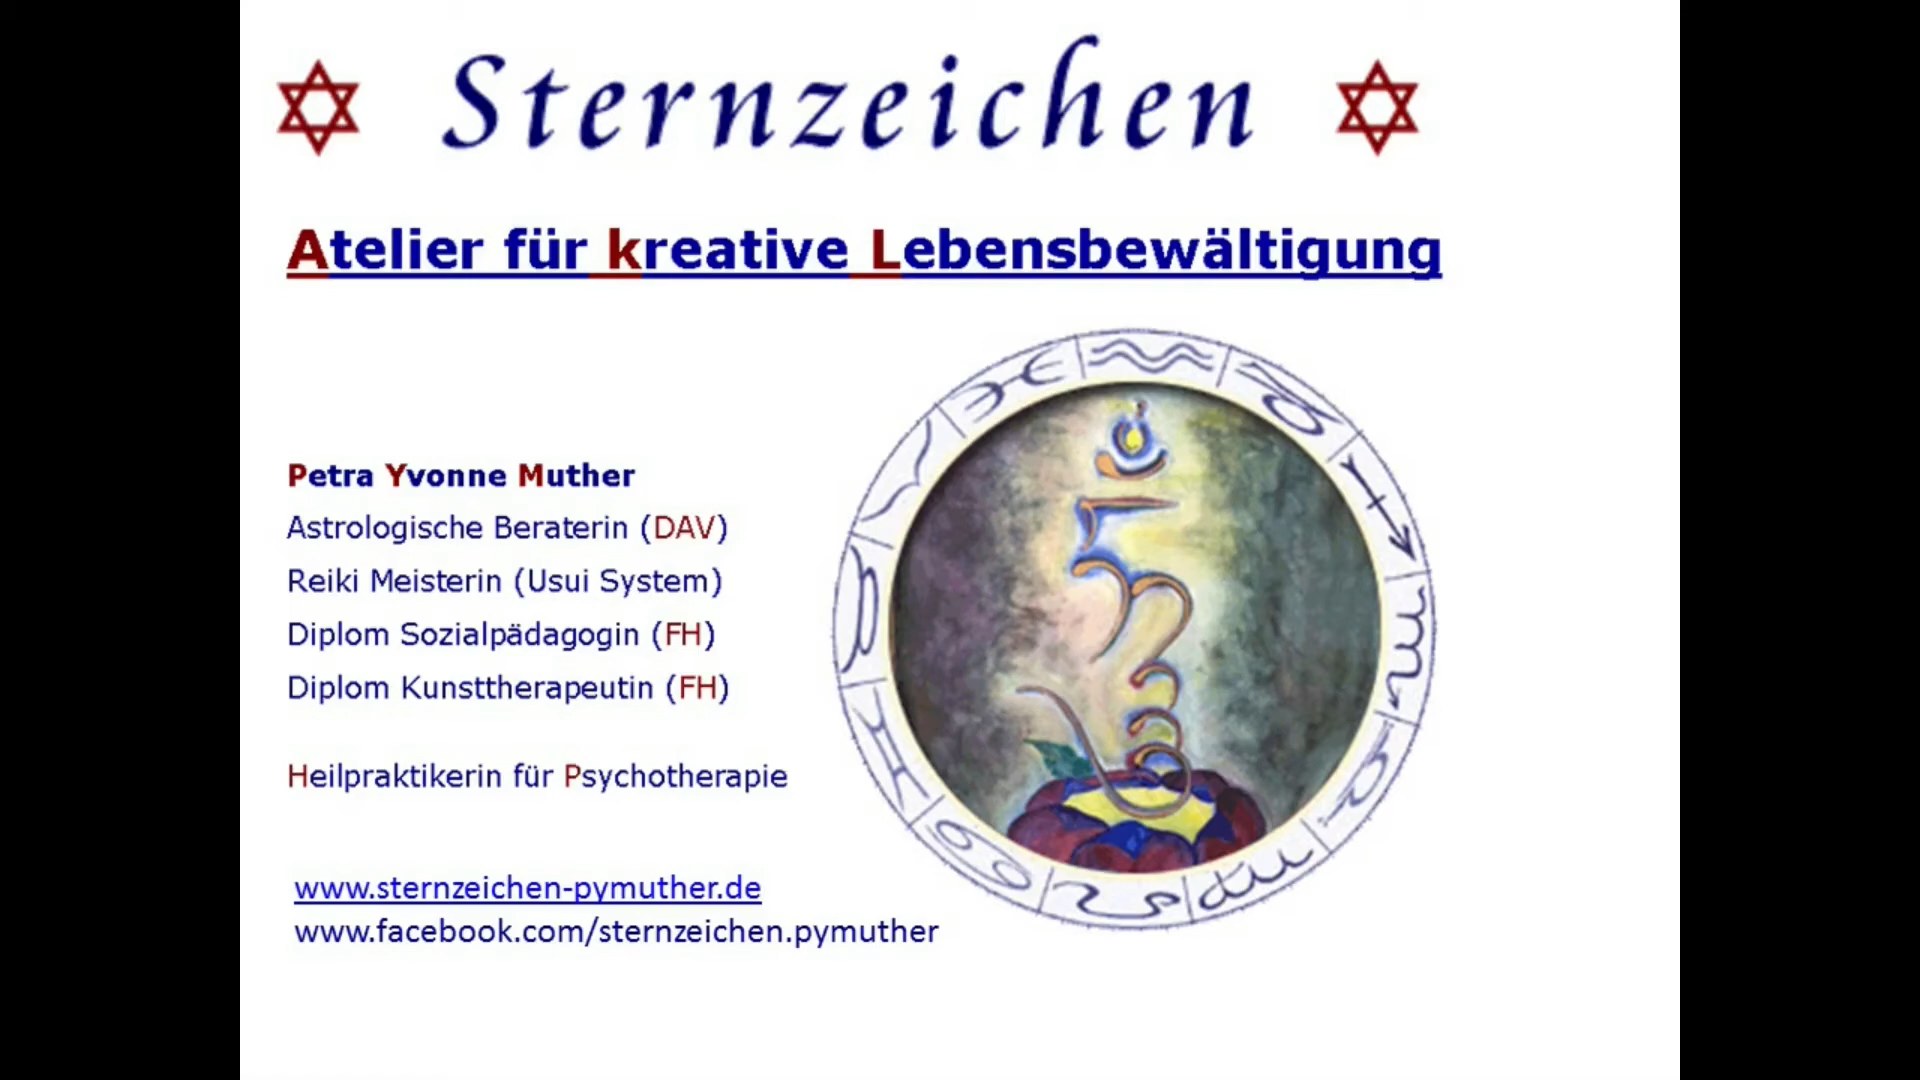 Sternzeichen
Atelier für kreative Lebensbewältigung
Petra Yvonne Muther
Astrologische Beraterin (DAV)
Reiki Meisterin (Usui System)
Diplom Sozialpädagogin (FH)
Diplom Kunsttherapeutin (FH)
Heilpraktikerin für Psychotherapie
www.sternzeichen-pymuther.de
www.facebook.com/sternzeichen.pymuther